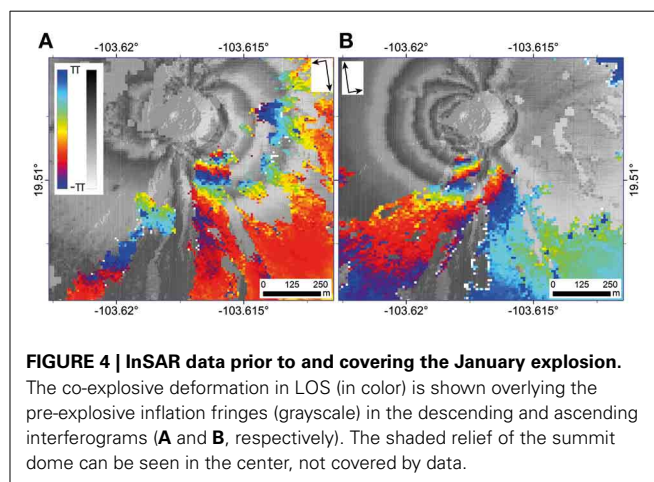 A -103.62° -103.615° B -103.62° -103.615°
π
-π
19.51° 19.51°
0 125 250 m 0 125 250 m
-103.62° -103.615° -103.62° -103.615°
FIGURE 4 | InSAR data prior to and covering the January explosion.
The co-explosive deformation in LOS (in color) is shown overlying the
pre-explosive inflation fringes (grayscale) in the descending and ascending
interferograms (A and B, respectively). The shaded relief of the summit
dome can be seen in the center, not covered by data.